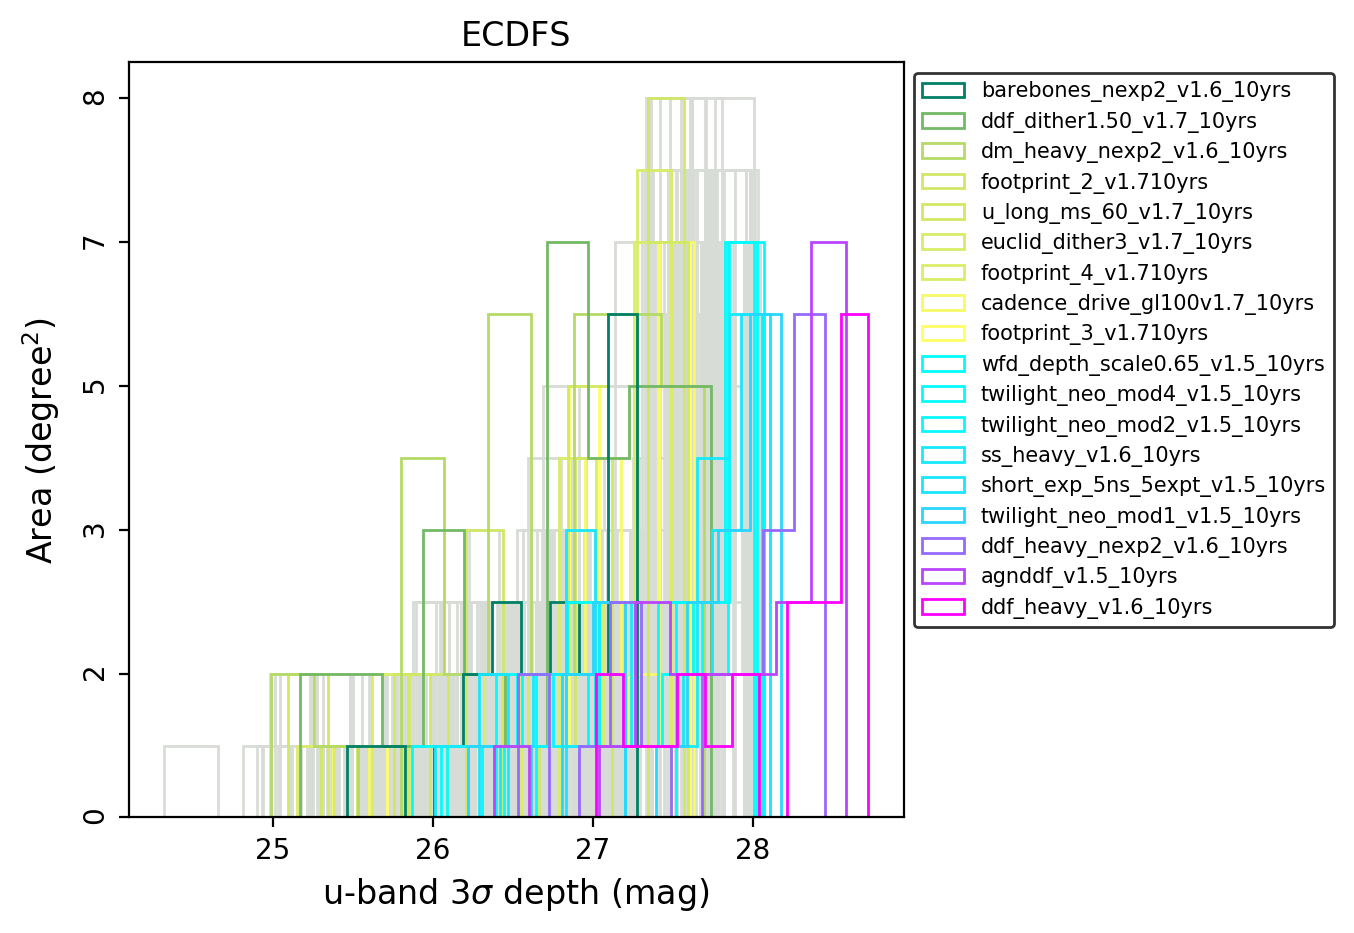 ECDFS
8
7
5
3
2
0
Area (degree²)
25 26 27 28
u-band 3σ depth (mag)
barebones_nexp2_v1.6_10yrs
ddf_dither1.50_v1.7_10yrs
dm_heavy_nexp2_v1.6_10yrs
footprint_2_v1.710yrs
u_long_ms_60_v1.7_10yrs
euclid_dither3_v1.7_10yrs
footprint_4_v1.710yrs
cadence_drive_gl100v1.7_10yrs
footprint_3_v1.710yrs
wfd_depth_scale0.65_v1.5_10yrs
twilight_neo_mod4_v1.5_10yrs
twilight_neo_mod2_v1.5_10yrs
ss_heavy_v1.6_10yrs
short_exp_5ns_5expt_v1.5_10yrs
twilight_neo_mod1_v1.5_10yrs
ddf_heavy_nexp2_v1.6_10yrs
agnddf_v1.5_10yrs
ddf_heavy_v1.6_10yrs